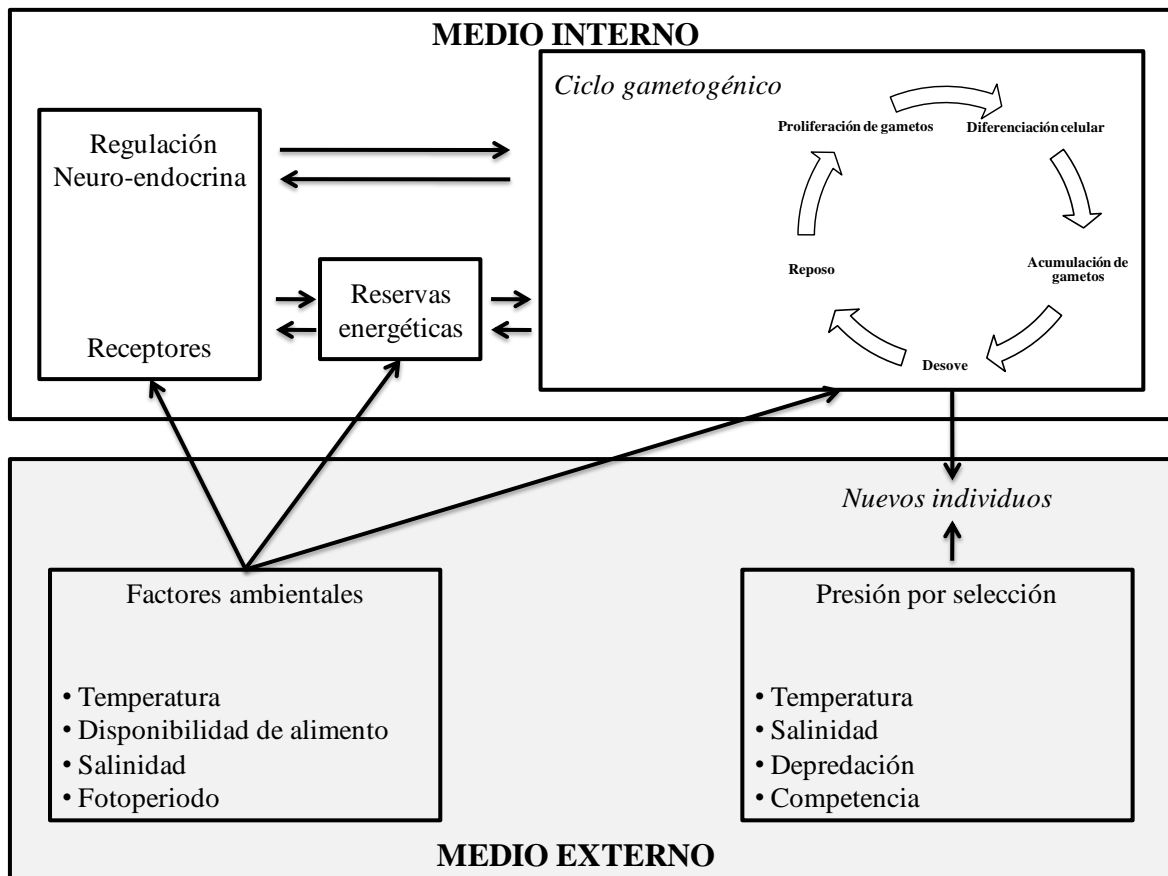 MEDIO INTERNO
Regulación
Neuro-endocrina
Receptores
Reservas
energéticas
Ciclo gametogénico
Proliferación de gametos
Diferenciación celular
Acumulación de
gametos
Desove
Reposo
Nuevos individuos
Factores ambientales
• Temperatura
• Disponibilidad de alimento
• Salinidad
• Fotoperiodo
Presión por selección
• Temperatura
• Salinidad
• Depredación
• Competencia
MEDIO EXTERNO